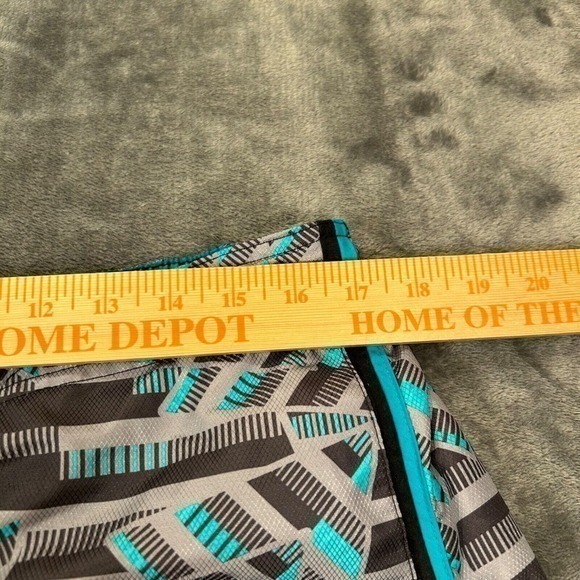 12 13 14 15 16 17 18 19 20
OME DEPOT HOME OF THE